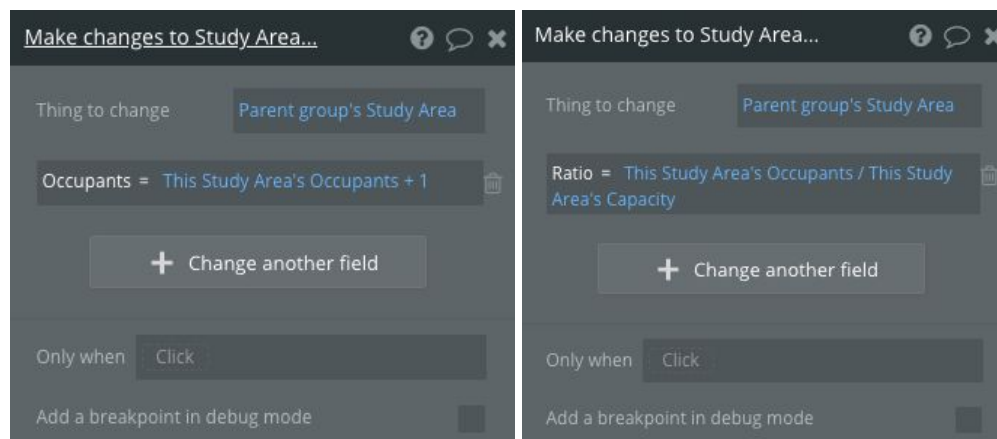 Make changes to Study Area...
Thing to change Parent group's Study Area
Occupants = This Study Area's Occupants + 1
+ Change another field
Only when Click
Add a breakpoint in debug mode
Make changes to Study Area...
Thing to change Parent group's Study Area
Ratio = This Study Area's Occupants / This Study
Area's Capacity
+ Change another field
Only when Click
Add a breakpoint in debug mode